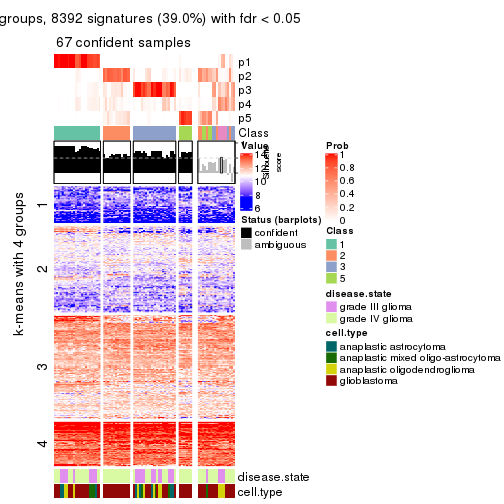 groups, 8392 signatures (39.0%) with fdr < 0.05
67 confident samples
p1
p2
p3
p4
p5
Class
Silhouette
score
1
2
3
4
k-means with 4 groups
disease.state
cell.type
Value
14
12
10
8
6
Status (barplots)
confident
ambiguous
Prob
1
0.8
0.6
0.4
0.2
0
Class
1
2
3
5
disease.state
grade III glioma
grade IV glioma
cell.type
anaplastic astrocytoma
anaplastic mixed oligo-astrocytoma
anaplastic oligodendroglioma
glioblastoma